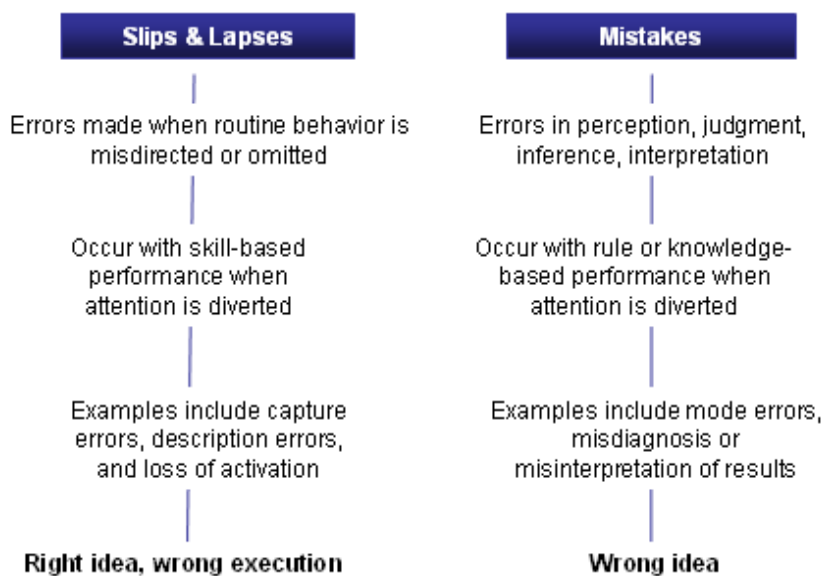 Slips & Lapses
Errors made when routine behavior is
misdirected or omitted
Occur with skill-based
performance when
attention is diverted
Examples include capture
errors, description errors,
and loss of activation
Right idea, wrong execution
Mistakes
Errors in perception, judgment,
inference, interpretation
Occur with rule or knowledge-
based performance when
attention is diverted
Examples include mode errors,
misdiagnosis or
misinterpretation of results
Wrong idea